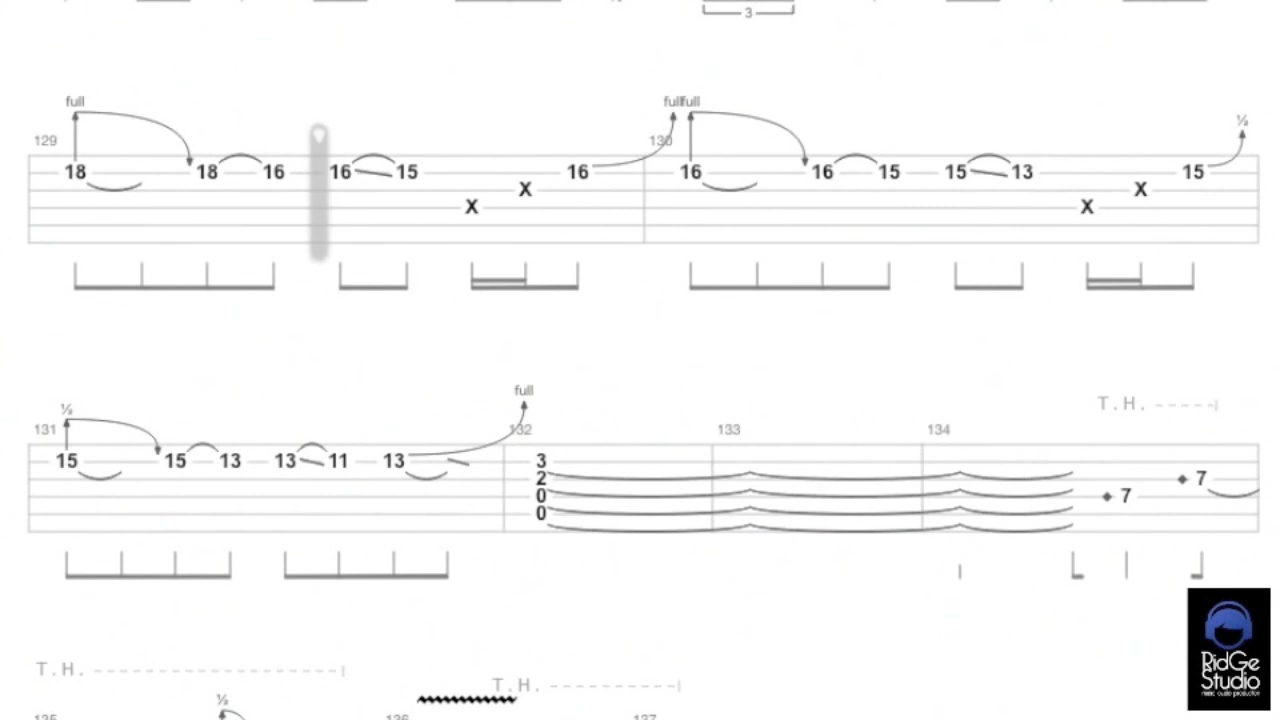 3
full fullfull
½
129 130
18 18 16 16 15 16 16 16 15 15 13 15
X X
X X
full
½
T.H.
131 132 133 134
15 15 13 13 11 13 3
2 7
0 7
0
RidGe
Studio
T.H.
T.H.
½
135 136 137